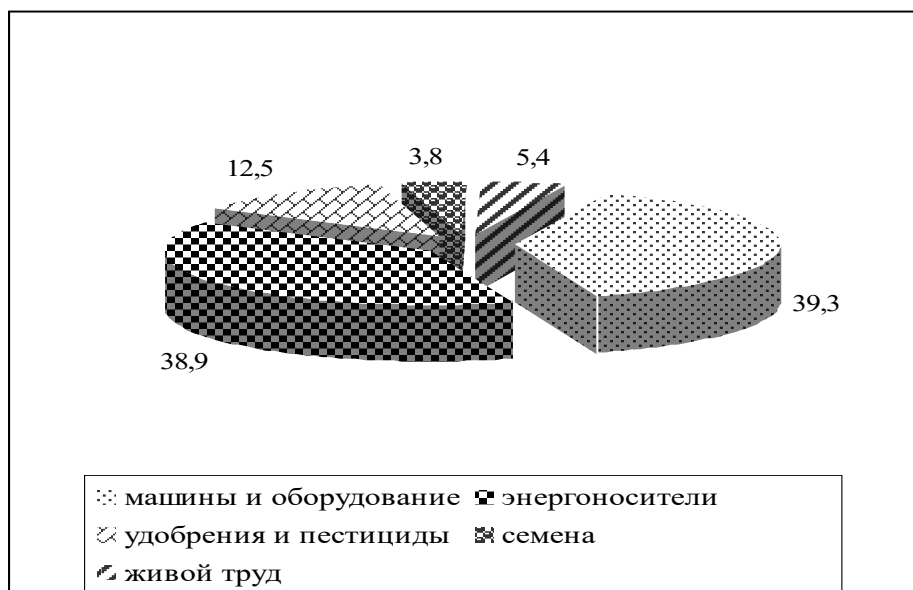 12,5
3,8
5,4
39,3
38,9
машины и оборудование
энергоносители
удобрения и пестициды
семена
живой труд